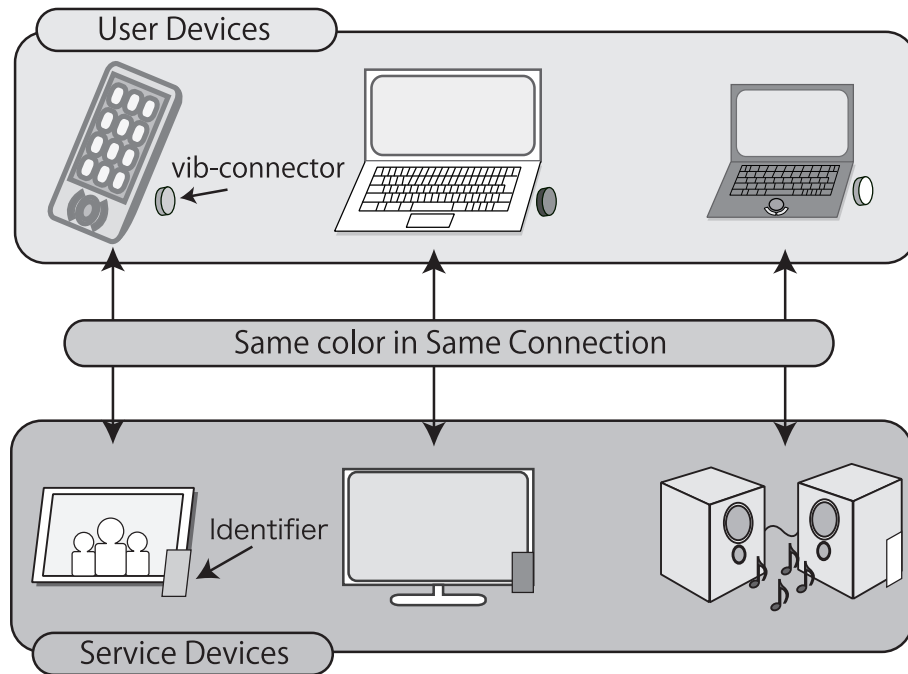 User Devices
vib-connector
Same color in Same Connection
Identifier
Service Devices